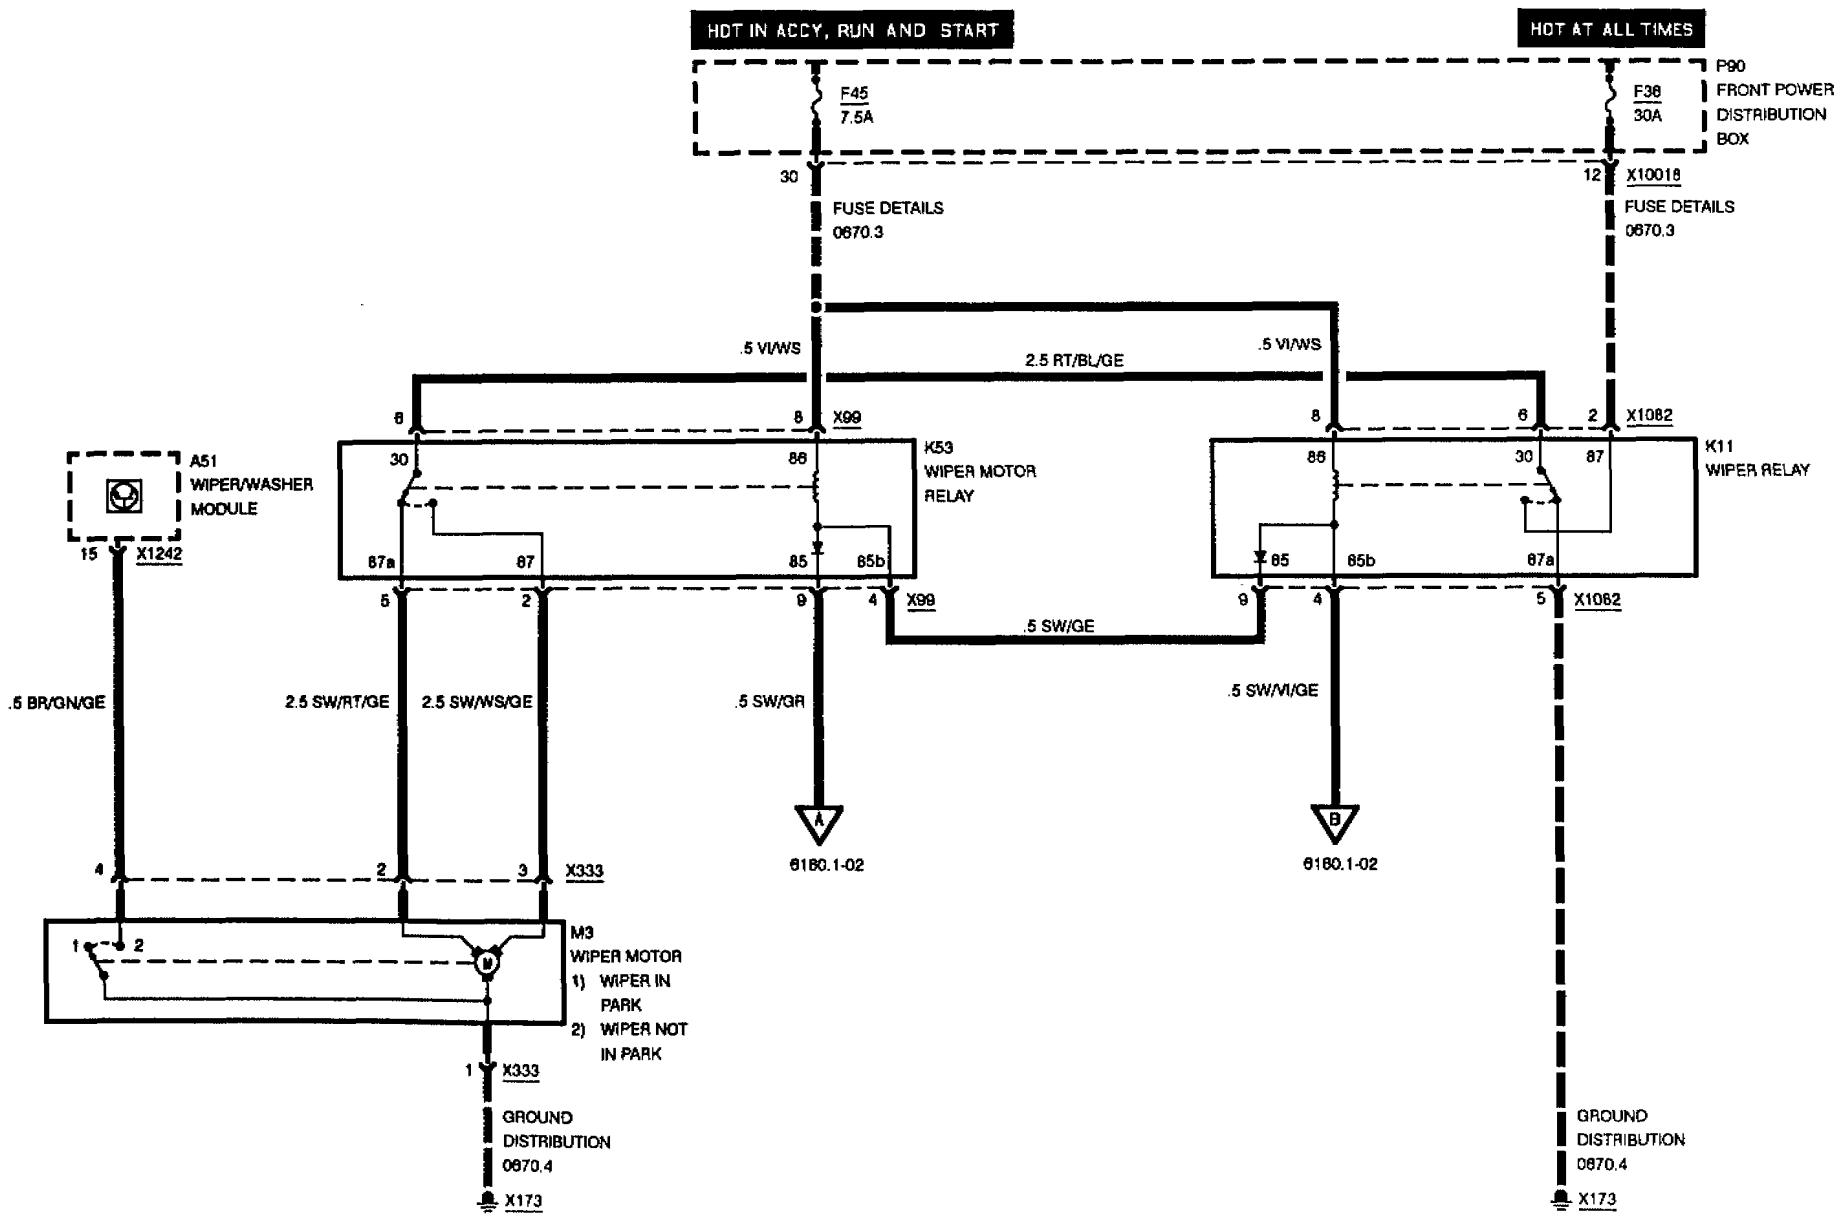 HOT IN ACCY, RUN AND START
HOT AT ALL TIMES
F45
7.5A
F36
30A
P90
FRONT POWER
DISTRIBUTION
BOX
30
12
X10018
FUSE DETAILS
0670.3
FUSE DETAILS
0670.3
.5 VI/WS
.5 VI/WS
2.5 RT/BL/GE
6
8
X99
8
6
2
X1082
30
86
K53
WIPER MOTOR
RELAY
86
30
87
K11
WIPER RELAY
A51
WIPER/WASHER
MODULE
15
X1242
87a
87
85
85b
85
85b
87a
5
2
9
4
X99
9
4
5
X1082
.5 SW/GE
.5 BR/GN/GE
2.5 SW/RT/GE
2.5 SW/WS/GE
.5 SW/GR
.5 SW/VI/GE
A
B
6160.1-02
6160.1-02
4
2
3
X333
1
2
M
M3
WIPER MOTOR
1) WIPER IN
PARK
2) WIPER NOT
IN PARK
1
X333
GROUND
DISTRIBUTION
0670.4
X173
GROUND
DISTRIBUTION
0670.4
X173